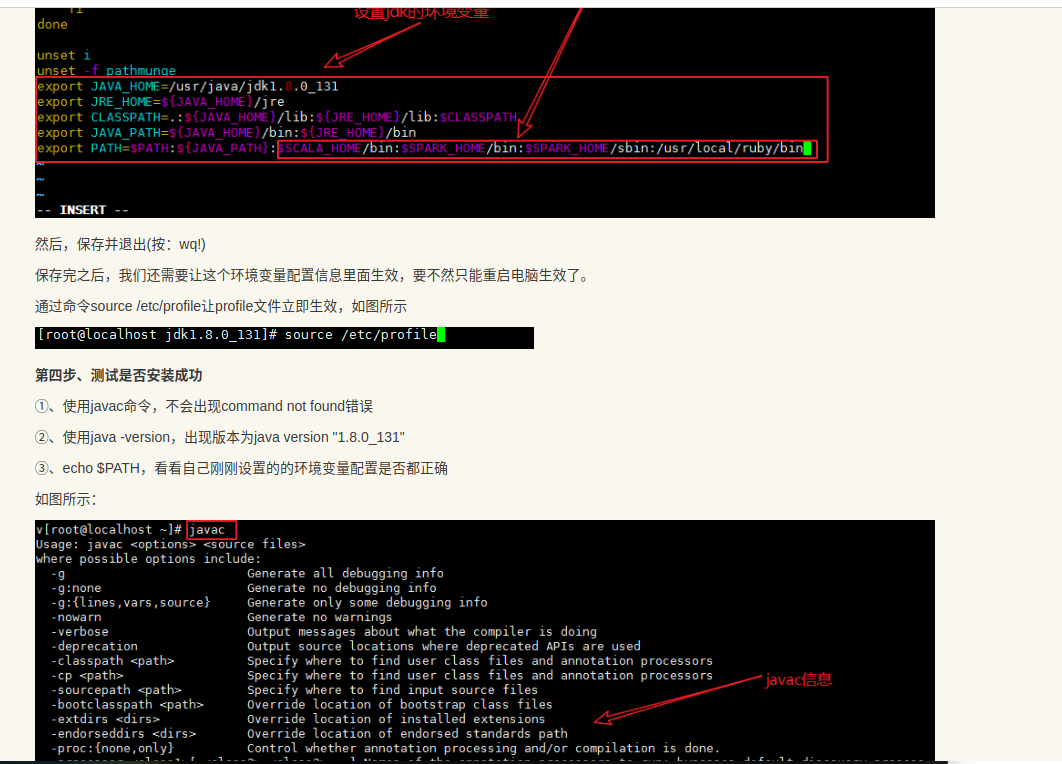 设置jdk的环境变量
done
unset i
unset -f pathmunge
export JAVA_HOME=/usr/java/jdk1.8.0_131
export JRE_HOME=${JAVA_HOME}/jre
export CLASSPATH=.:${JAVA_HOME}/lib:${JRE_HOME}/lib:$CLASSPATH
export JAVA_PATH=${JAVA_HOME}/bin:${JRE_HOME}/bin
export PATH=$PATH:${JAVA_PATH}:$SCALA_HOME/bin:$SPARK_HOME/bin:$SPARK_HOME/sbin:/usr/local/ruby/bin
~
~
~
-- INSERT --
然后，保存并退出(按：wq!)
保存完之后，我们还需要让这个环境变量配置信息里面生效，要不然只能重启电脑生效了。
通过命令source /etc/profile让profile文件立即生效，如图所示
[root@localhost jdk1.8.0_131]# source /etc/profile
第四步、测试是否安装成功
①、使用javac命令，不会出现command not found错误
②、使用java -version，出现版本为java version "1.8.0_131"
③、echo $PATH，看看自己刚刚设置的的环境变量配置是否都正确
如图所示：
v[root@localhost ~]# javac
Usage: javac <options> <source files>
where possible options include:
-g Generate all debugging info
-g:none Generate no debugging info
-g:{lines,vars,source} Generate only some debugging info
-nowarn Generate no warnings
-verbose Output messages about what the compiler is doing
-deprecation Output source locations where deprecated APIs are used
-classpath <path> Specify where to find user class files and annotation processors
-cp <path> Specify where to find user class files and annotation processors
-sourcepath <path> Specify where to find input source files
-bootclasspath <path> Override location of bootstrap class files
-extdirs <dirs> Override location of installed extensions
-endorseddirs <dirs> Override location of endorsed standards path
-proc:{none,only} Control whether annotation processing and/or compilation is done.
javac信息